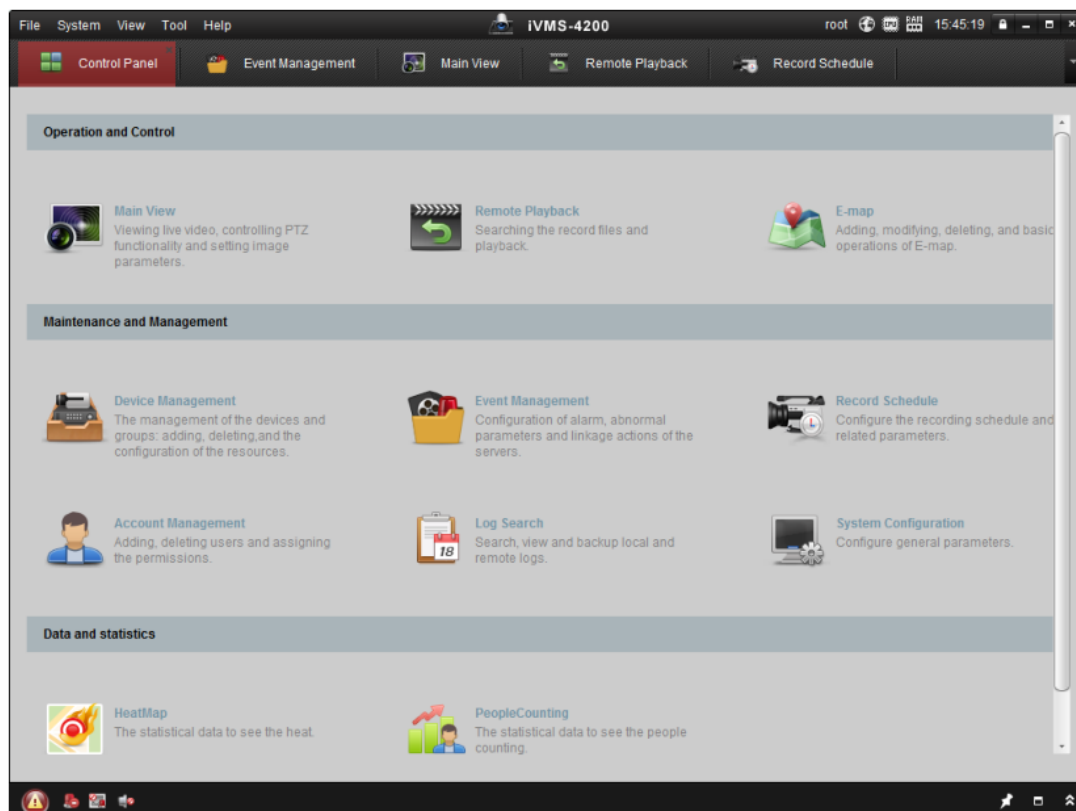 File System View Tool Help iVMS-4200 root CPU RAM 15:45:19
Control Panel Event Management Main View Remote Playback Record Schedule
Operation and Control
Main View
Viewing live video, controlling PTZ
functionality and setting image
parameters.
Remote Playback
Searching the record files and
playback.
E-map
Adding, modifying, deleting, and basic
operations of E-map.
Maintenance and Management
Device Management
The management of the devices and
groups: adding, deleting,and the
configuration of the resources.
Event Management
Configuration of alarm, abnormal
parameters and linkage actions of the
servers.
Record Schedule
Configure the recording schedule and
related parameters.
Account Management
Adding, deleting users and assigning
the permissions.
Log Search
Search, view and backup local and
remote logs.
18
System Configuration
Configure general parameters.
Data and statistics
HeatMap
The statistical data to see the heat.
PeopleCounting
The statistical data to see the people
counting.